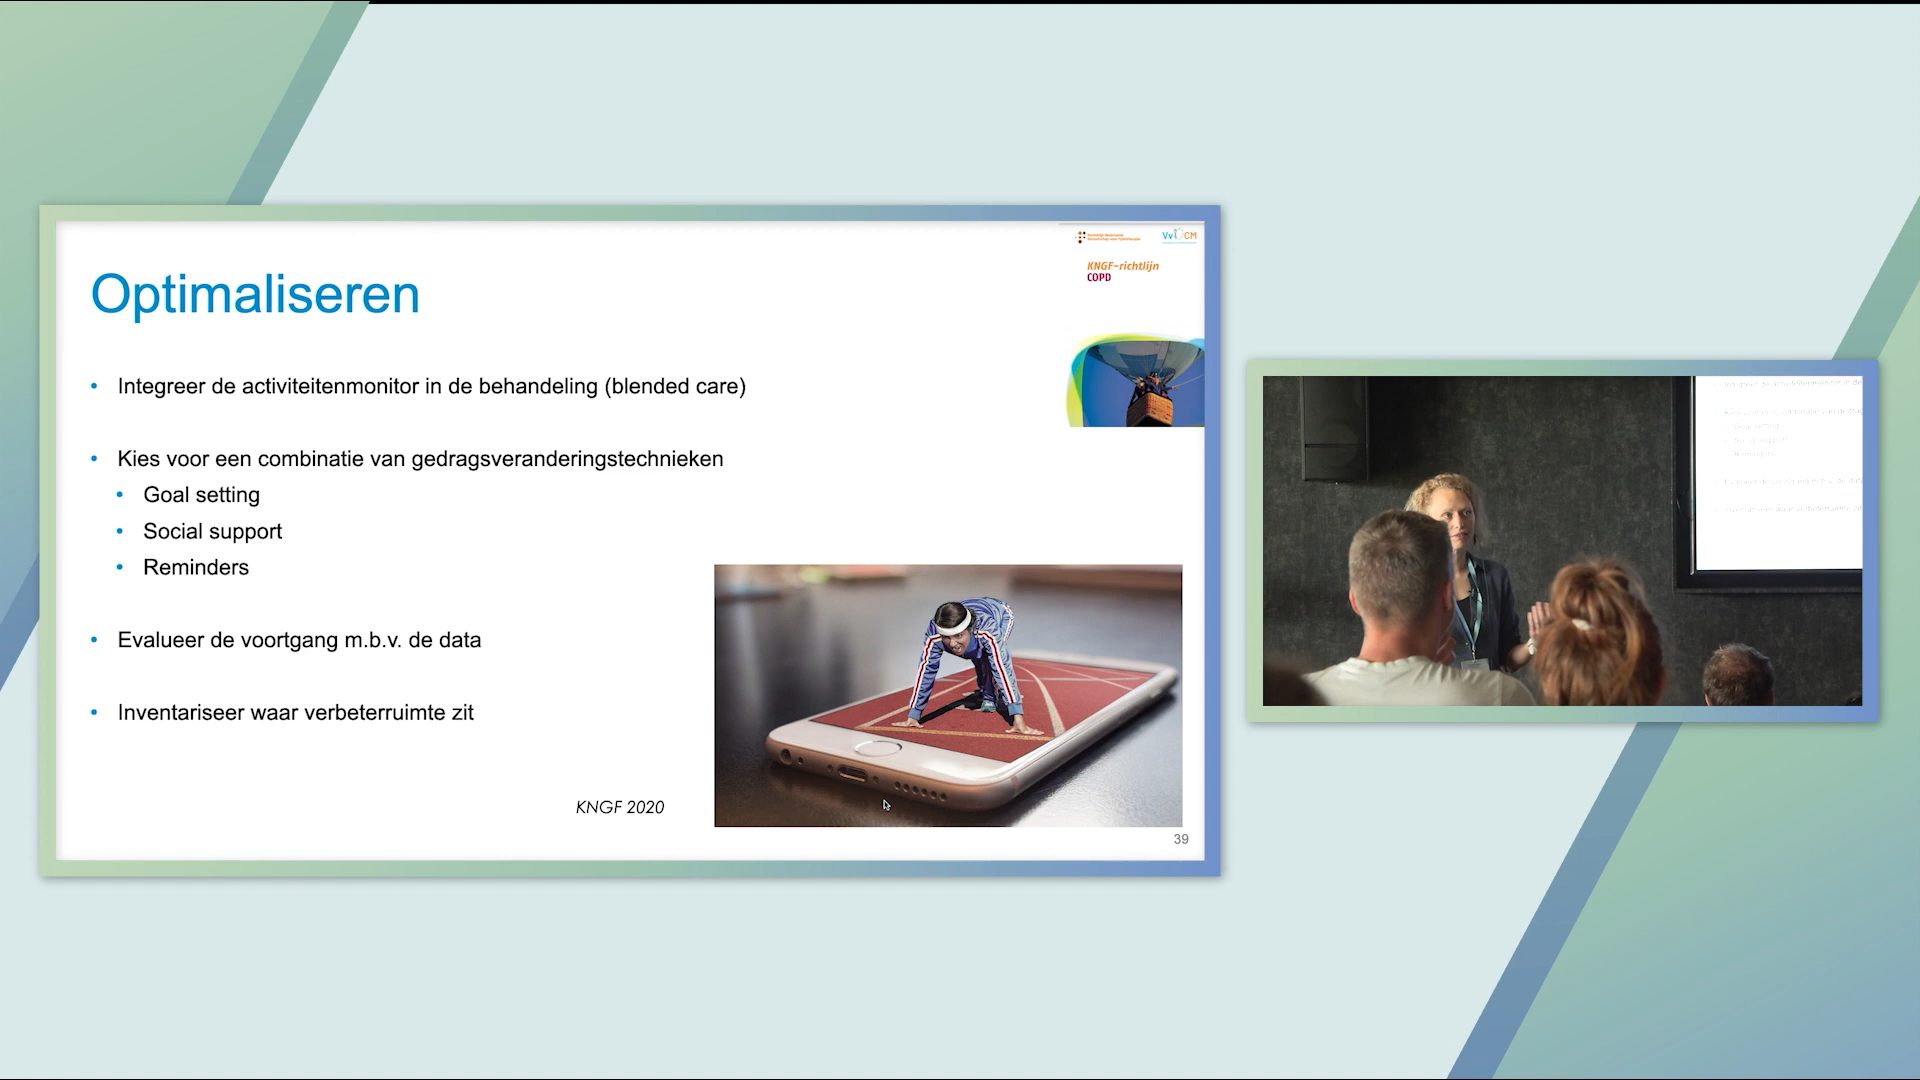 Optimaliseren
VvOCM
KNGF-richtlijn
COPD
Integreer de activiteitenmonitor in de behandeling (blended care)
Kies voor een combinatie van gedragsveranderingstechnieken
Goal setting
Social support
Reminders
Evalueer de voortgang m.b.v. de data
Inventariseer waar verbeterruimte zit
KNGF 2020
39